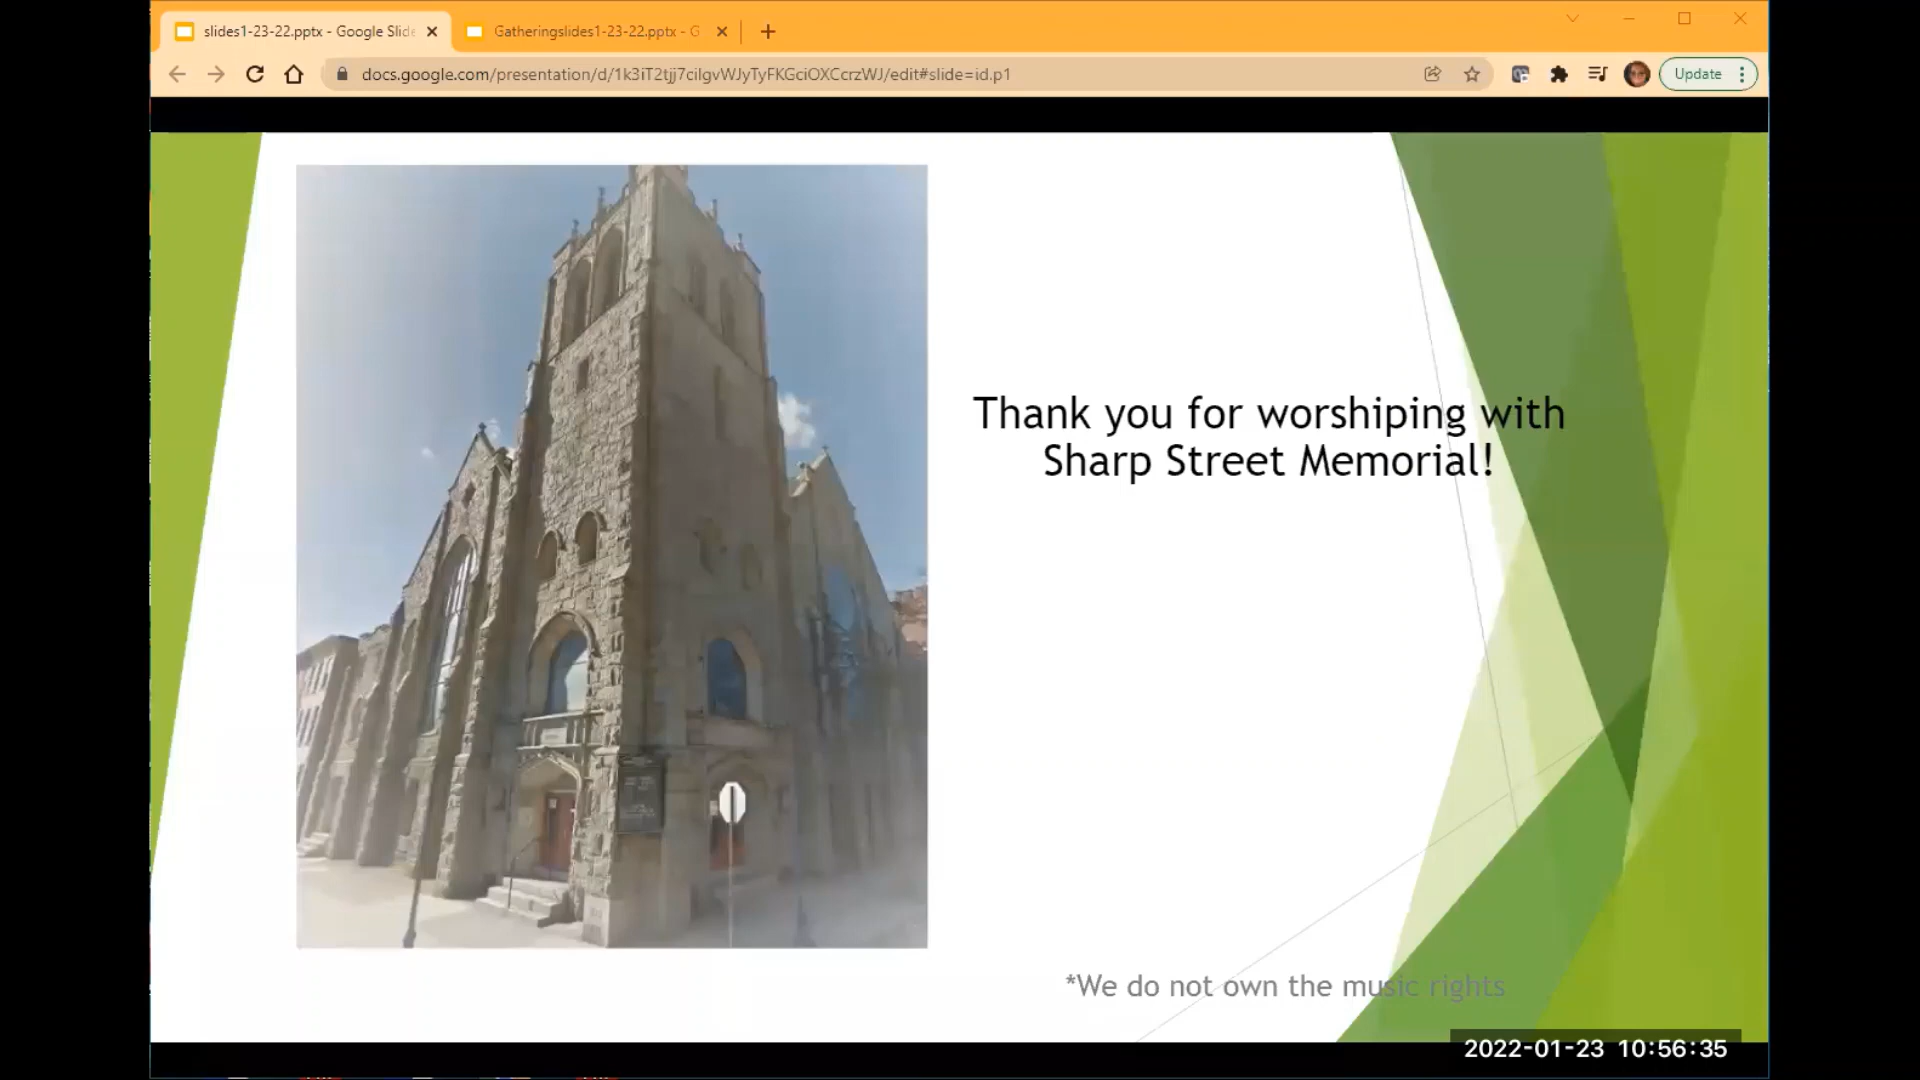 slides1-23-22.pptx - Google Slide
Gatheringslides1-23-22.pptx - G
docs.google.com/presentation/d/1k3iT2tjj7cilgvWJyTyFKGciOXCcrzWJ/edit#slide=id.p1
Update
Thank you for worshiping with
Sharp Street Memorial!
*We do not own the music rights
2022-01-23 10:56:35